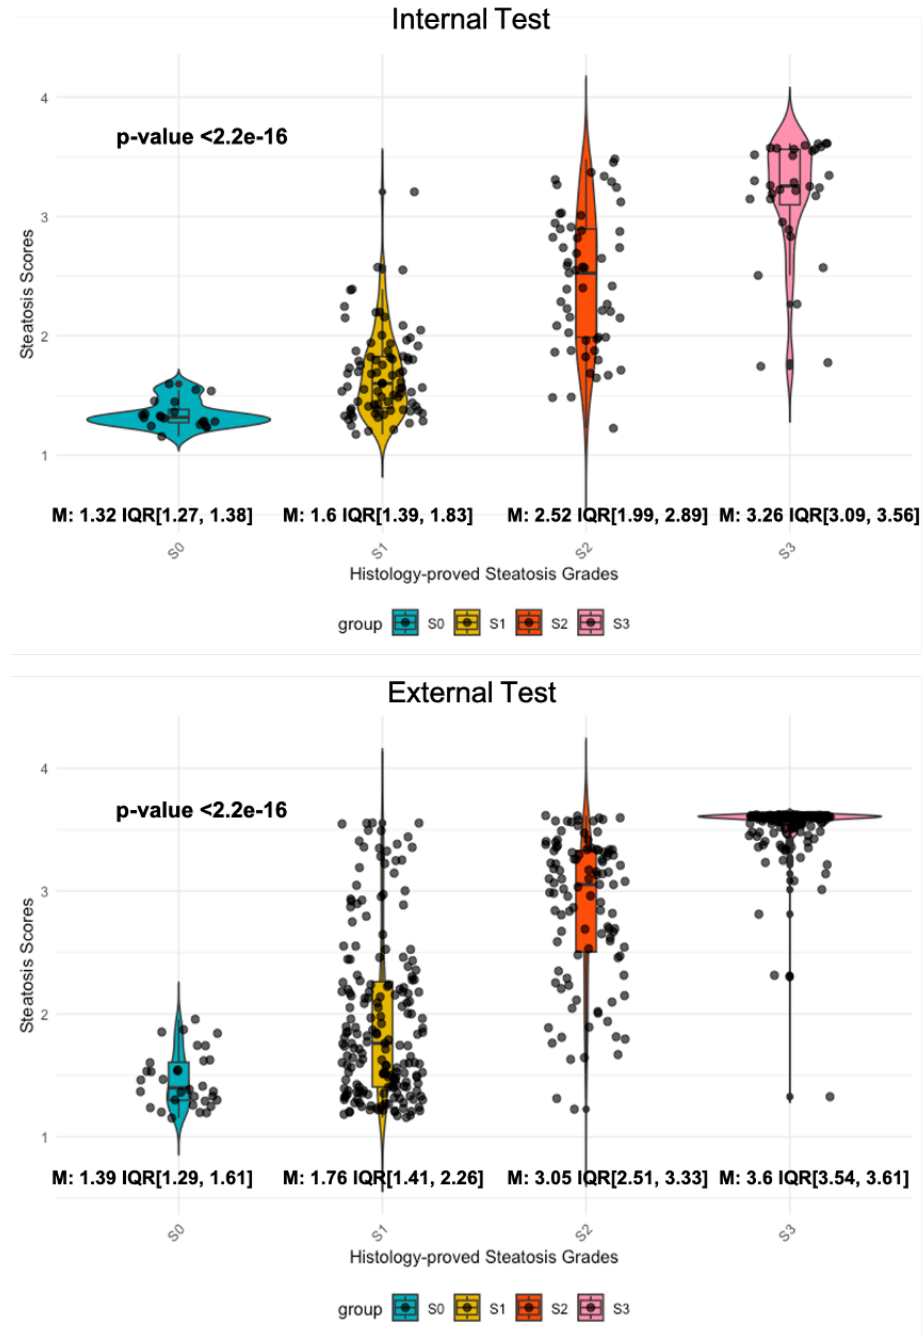 Internal Test
4
p-value <2.2e-16
3
2
1
Steatosis Scores
M: 1.32 IQR[1.27, 1.38] M: 1.6 IQR[1.39, 1.83] M: 2.52 IQR[1.99, 2.89] M: 3.26 IQR[3.09, 3.56]
S0 S1 S2 S3
Histology-proved Steatosis Grades
group S0 S1 S2 S3
External Test
4
p-value <2.2e-16
3
2
1
Steatosis Scores
M: 1.39 IQR[1.29, 1.61] M: 1.76 IQR[1.41, 2.26] M: 3.05 IQR[2.51, 3.33] M: 3.6 IQR[3.54, 3.61]
S0 S1 S2 S3
Histology-proved Steatosis Grades
group S0 S1 S2 S3